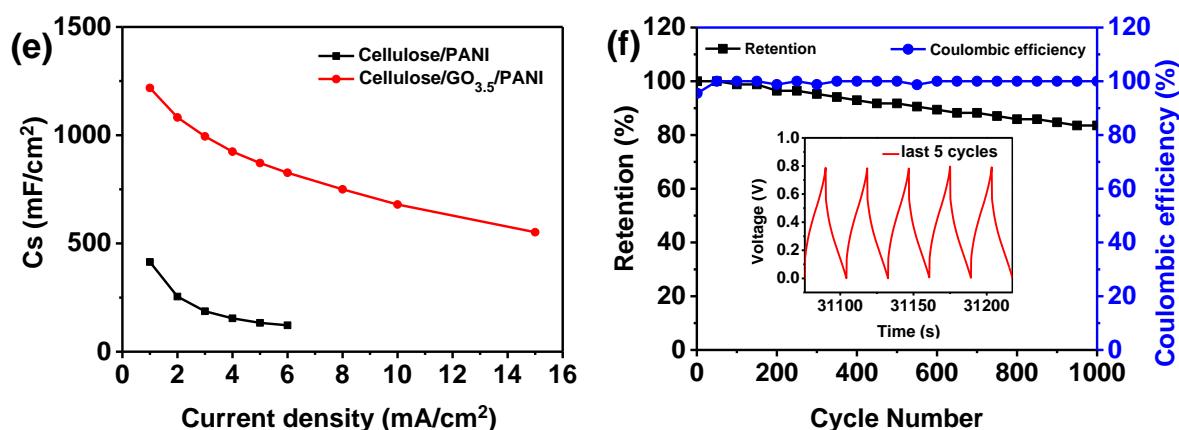 (e)
Cellulose/PANI
Cellulose/GO3.5/PANI
Cs (mF/cm2)
1500
1000
500
0
0 2 4 6 8 10 12 14 16
Current density (mA/cm2)
(f)
Retention
Coulombic efficiency
Retention (%)
120
100
80
60
40
20
0
last 5 cycles
Voltage (V)
1.0
0.8
0.6
0.4
0.2
0.0
31100 31150 31200
Time (s)
0 200 400 600 800 1000
Cycle Number
120
100
80
60
40
20
0
Coulombic efficiency (%)